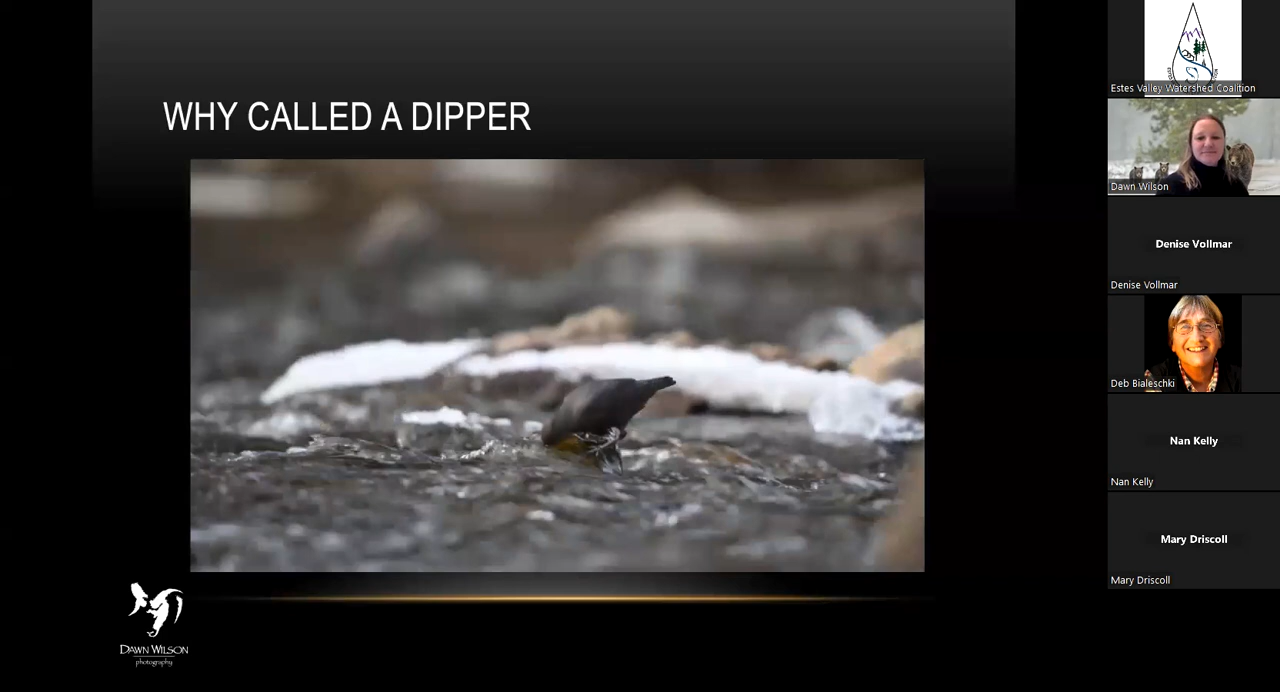 WHY CALLED A DIPPER
DAWN WILSON
photography
Estes Valley Watershed Coalition
Dawn Wilson
Denise Vollmar
Denise Vollmar
Deb Bialeschki
Nan Kelly
Nan Kelly
Mary Driscoll
Mary Driscoll